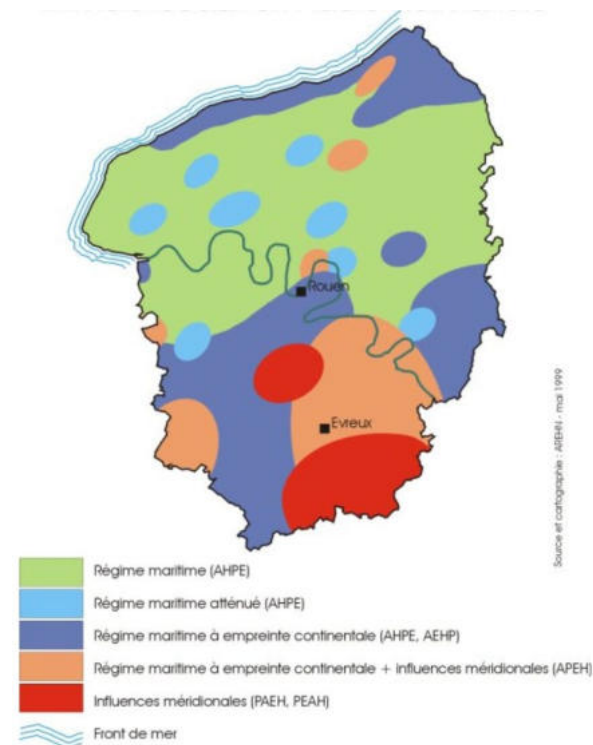 Rouen
Evreux
Source et cartographie : AREHN - mai 1999
Régime maritime (AHPE)
Régime maritime atténué (AHPE)
Régime maritime à empreinte continentale (AHPE, AEHP)
Régime maritime à empreinte continentale + influences méridionales (APEH)
Influences méridionales (PAEH, PEAH)
Front de mer